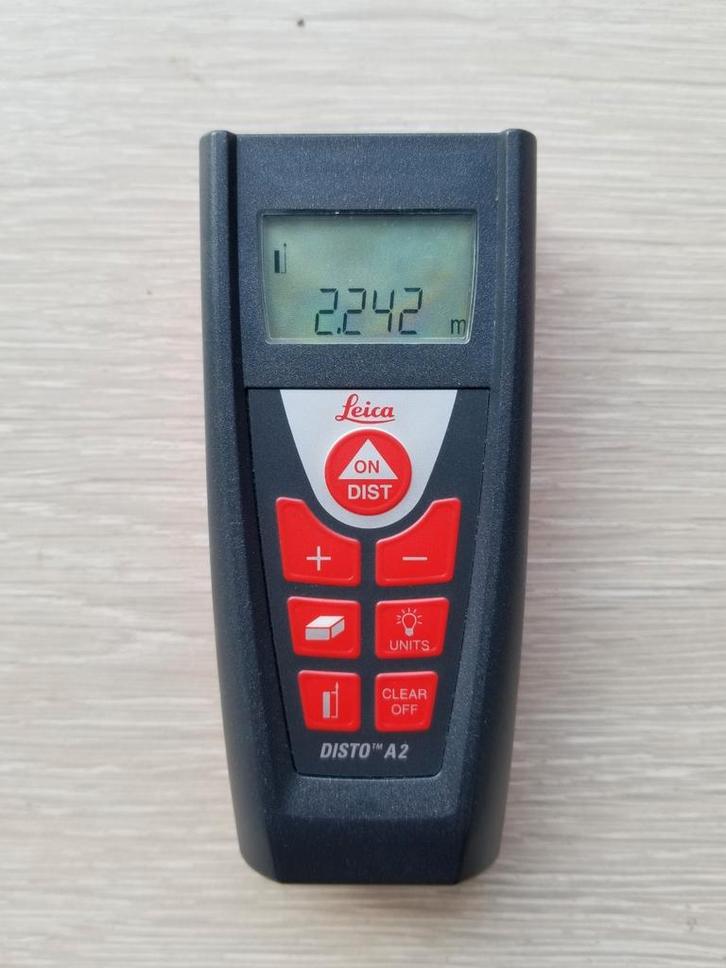 2.242 m
Leica
ON
DIST
+ −
UNITS
CLEAR
OFF
DISTO™ A2